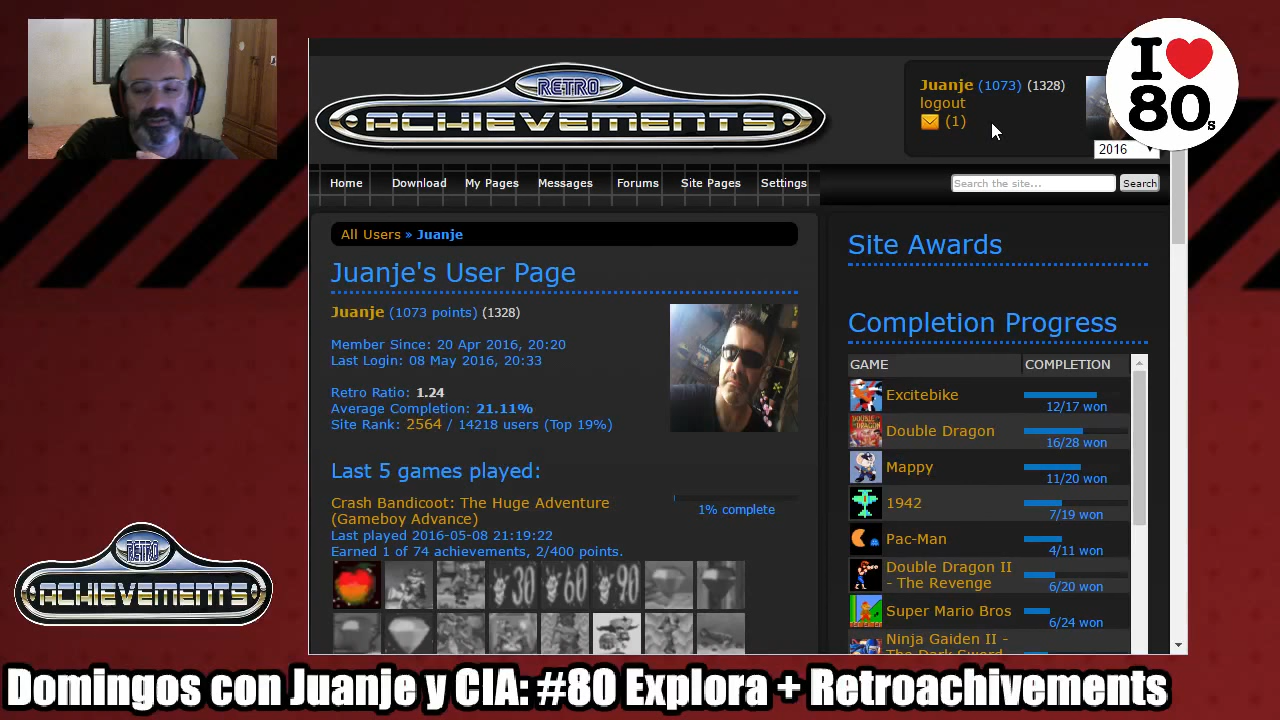 RETRO
ACHIEVEMENTS
Juanje (1073) (1328)
logout
(1)
I
80s
2016
Home Download My Pages Messages Forums Site Pages Settings
Search the site... Search
All Users » Juanje
Juanje's User Page
Juanje (1073 points) (1328)
Member Since: 20 Apr 2016, 20:20
Last Login: 08 May 2016, 20:33
Retro Ratio: 1.24
Average Completion: 21.11%
Site Rank: 2564 / 14218 users (Top 19%)
Last 5 games played:
Crash Bandicoot: The Huge Adventure
(Gameboy Advance)
Last played 2016-05-08 21:19:22
Earned 1 of 74 achievements, 2/400 points.
1% complete
30 60 90
Site Awards
Completion Progress
GAME COMPLETION
Excitebike
12/17 won
Double Dragon
16/28 won
Mappy
11/20 won
1942
7/19 won
Pac-Man
4/11 won
Double Dragon II
- The Revenge
6/20 won
Super Mario Bros
6/24 won
Ninja Gaiden II -
The Dark Sword
RETRO
ACHIEVEMENTS
Domingos con Juanje y CIA: #80 Explora + Retroachivements